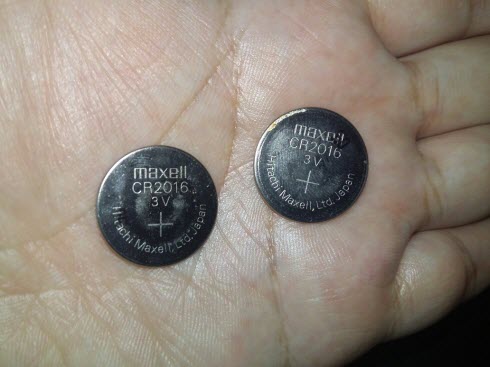 maxell
CR2016
3V
+
Hitachi Maxell, Ltd. Japan
maxell
CR2016
3V
+
Hitachi Maxell, Ltd. Japan